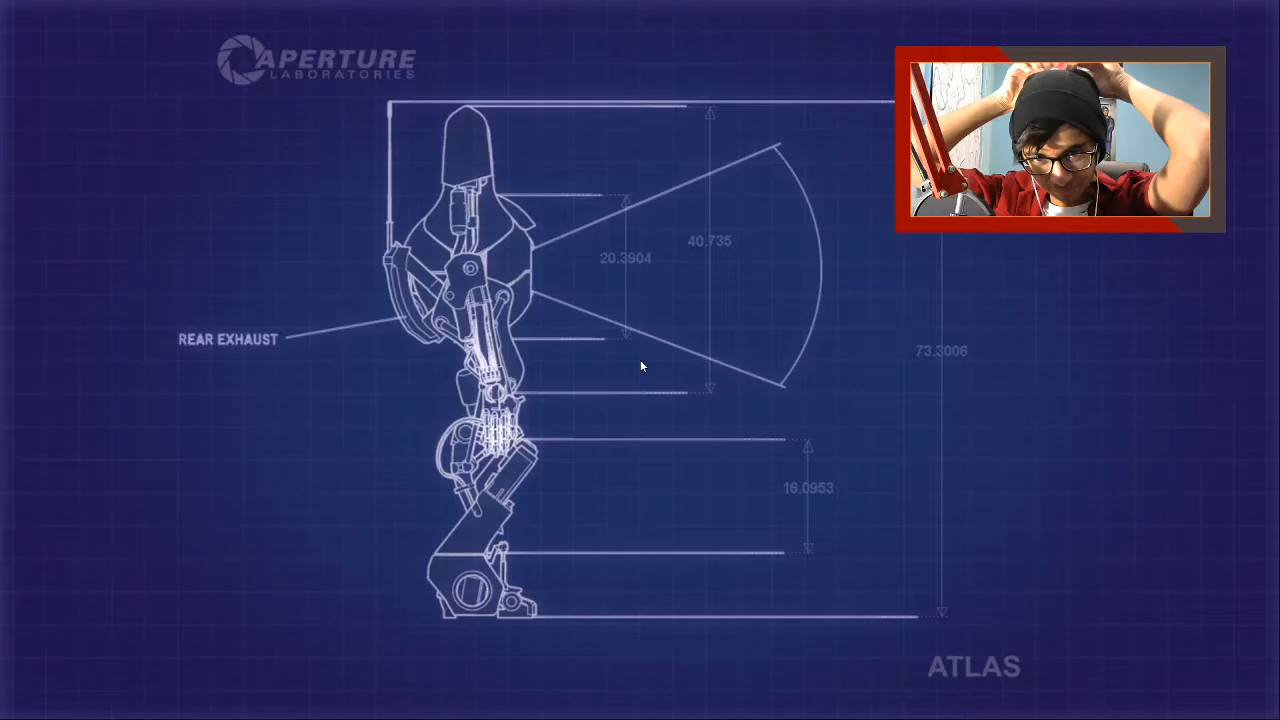 APERTURE
LABORATORIES
40.735
20.3904
REAR EXHAUST
73.3006
16.0953
ATLAS